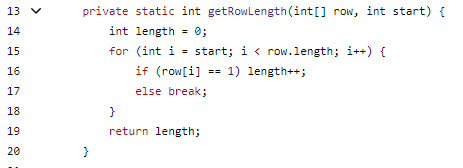 13 private static int getRowLength(int[] row, int start) {
14 int length = 0;
15 for (int i = start; i < row.length; i++) {
16 if (row[i] == 1) length++;
17 else break;
18 }
19 return length;
20 }